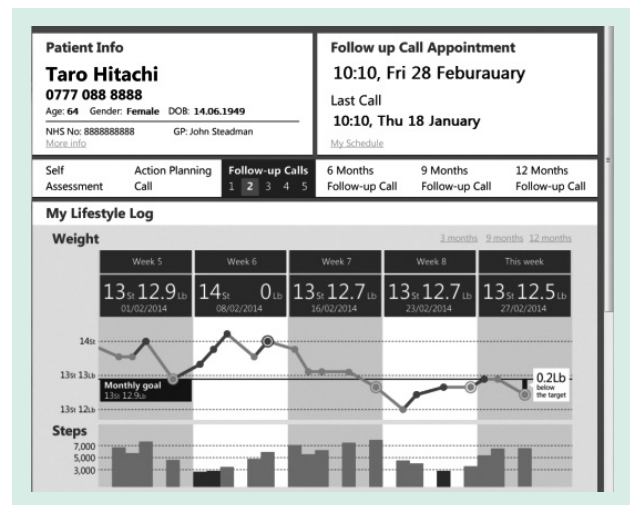 Patient Info
Taro Hitachi
0777 088 8888
Age: 64 Gender: Female DOB: 14.06.1949
NHS No: 8888888888 GP: John Steadman
More info
Follow up Call Appointment
10:10, Fri 28 Feburauary
Last Call
10:10, Thu 18 January
My Schedule
Self
Assessment
Action Planning
Call
Follow-up Calls
1 2 3 4 5
6 Months
Follow-up Call
9 Months
Follow-up Call
12 Months
Follow-up Call
My Lifestyle Log
Weight
3 months 9 months 12 months
Week 5 Week 6 Week 7 Week 8 This week
13St 12.9Lb 14St 0Lb 13St 12.7Lb 13St 12.7Lb 13St 12.5Lb
01/02/2014 08/02/2014 16/02/2014 23/02/2014 27/02/2014
14St
13St 13Lb
13St 12Lb
Monthly goal
13St 12.9Lb
0.2Lb
below
the target
Steps
7,000
5,000
3,000